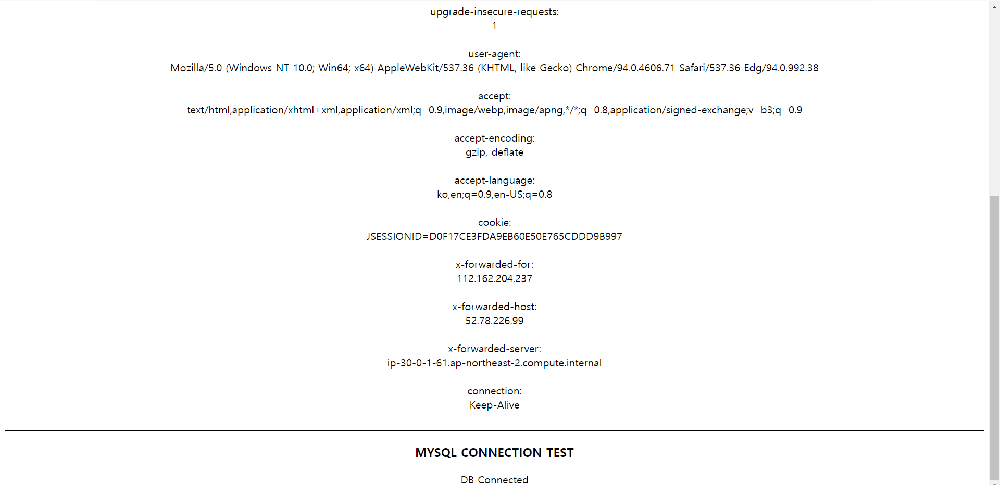 upgrade-insecure-requests:
1
user-agent:
Mozilla/5.0 (Windows NT 10.0; Win64; x64) AppleWebKit/537.36 (KHTML, like Gecko) Chrome/94.0.4606.71 Safari/537.36 Edg/94.0.992.38
accept:
text/html,application/xhtml+xml,application/xml;q=0.9,image/webp,image/apng,*/*;q=0.8,application/signed-exchange;v=b3;q=0.9
accept-encoding:
gzip, deflate
accept-language:
ko,en;q=0.9,en-US;q=0.8
cookie:
JSESSIONID=D0F17CE3FDA9EB60E50E765CDDD9B997
x-forwarded-for:
112.162.204.237
x-forwarded-host:
52.78.226.99
x-forwarded-server:
ip-30-0-1-61.ap-northeast-2.compute.internal
connection:
Keep-Alive
MYSQL CONNECTION TEST
DB Connected